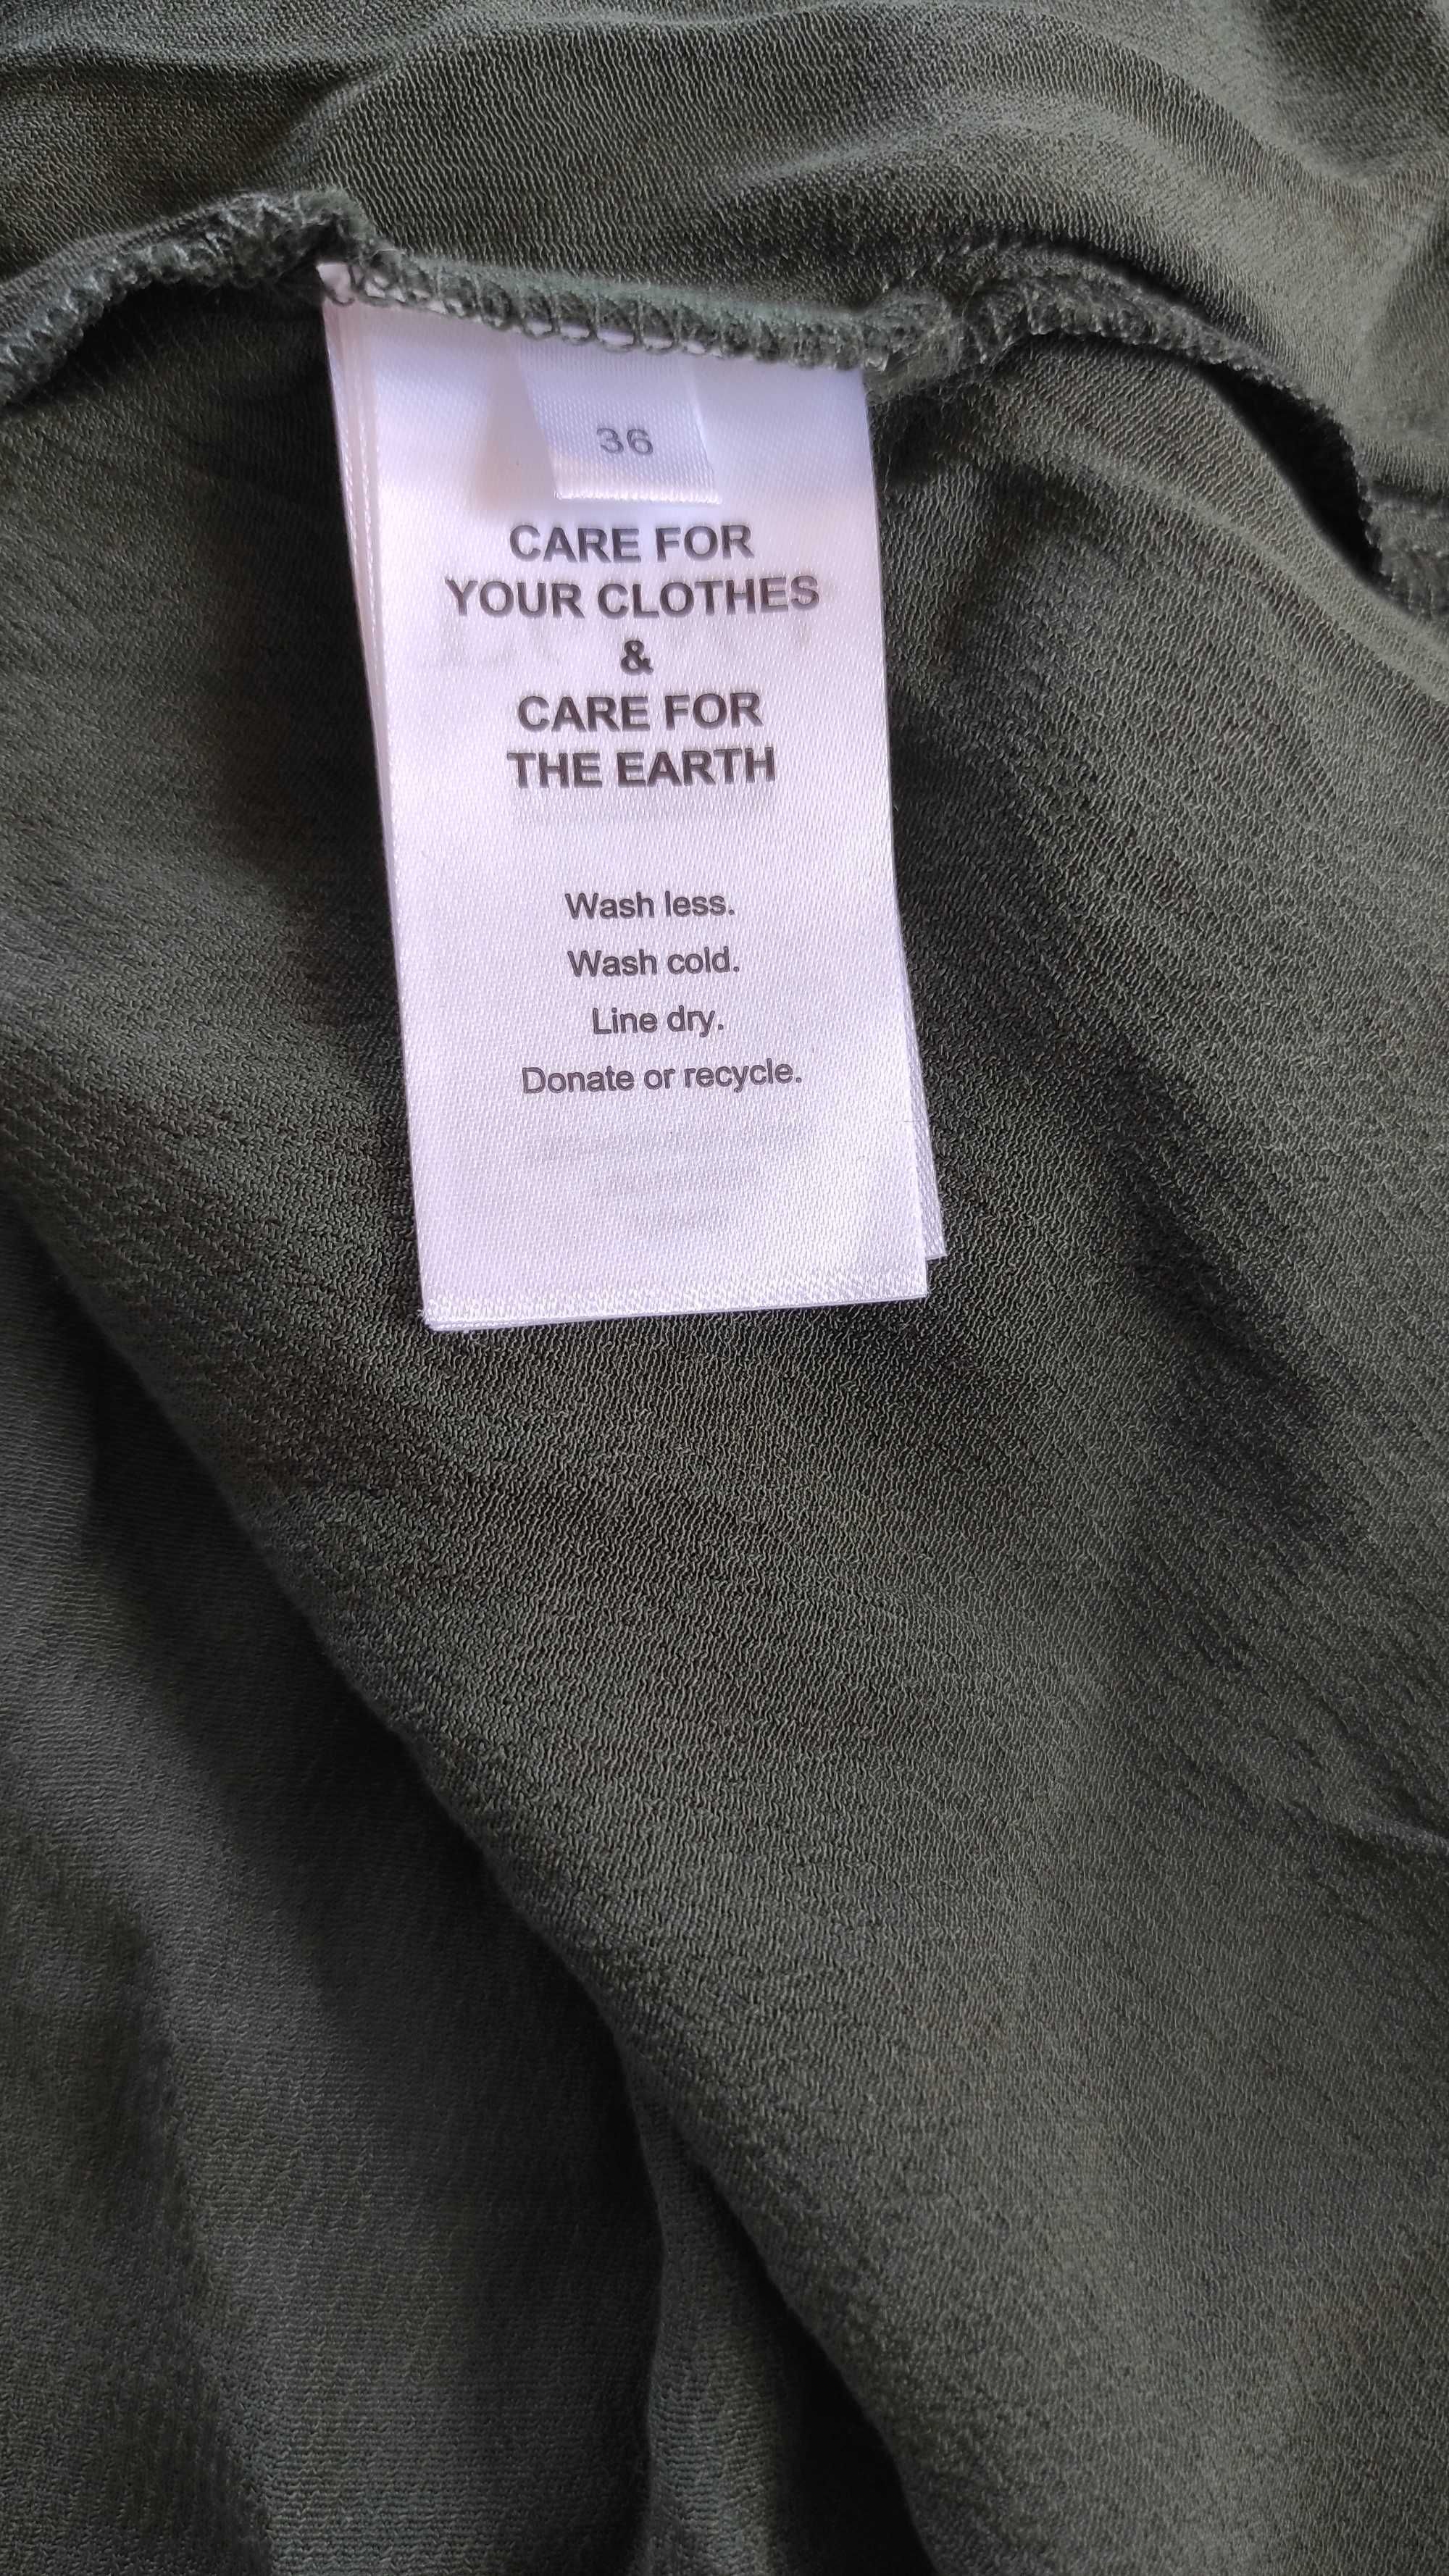 36
CARE FOR
YOUR CLOTHES
&
CARE FOR
THE EARTH
Wash less.
Wash cold.
Line dry.
Donate or recycle.